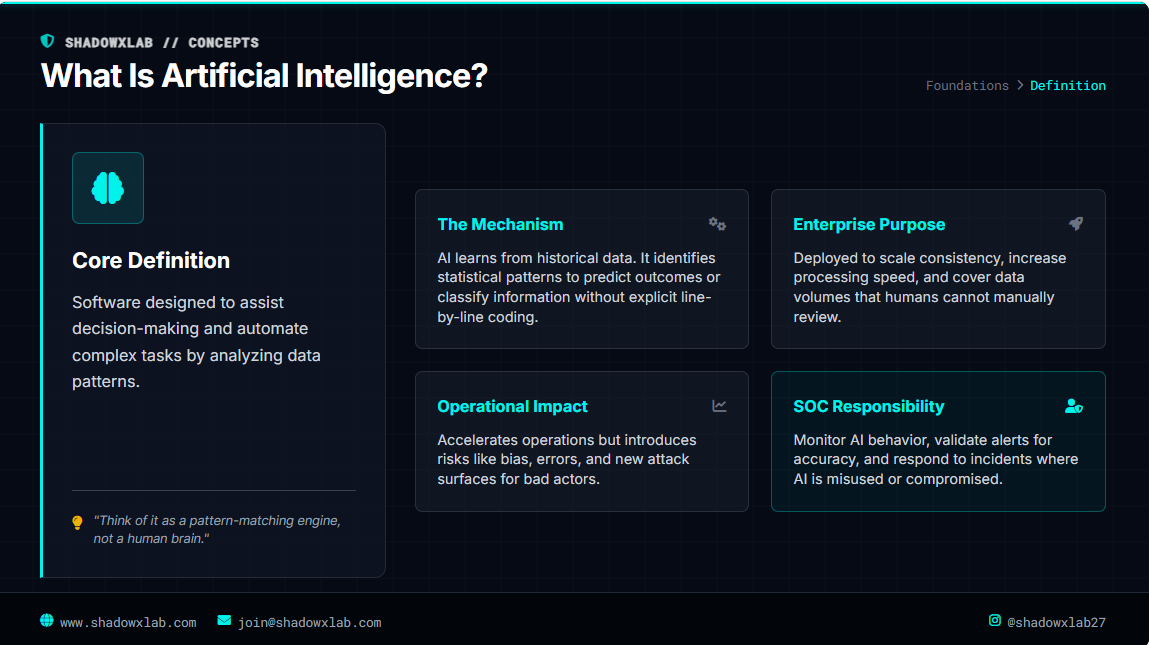 SHADOWXLAB // CONCEPTS
What Is Artificial Intelligence?
Foundations > Definition
Core Definition
Software designed to assist
decision-making and automate
complex tasks by analyzing data
patterns.
"Think of it as a pattern-matching engine,
not a human brain."
The Mechanism
AI learns from historical data. It identifies
statistical patterns to predict outcomes or
classify information without explicit line-
by-line coding.
Enterprise Purpose
Deployed to scale consistency, increase
processing speed, and cover data
volumes that humans cannot manually
review.
Operational Impact
Accelerates operations but introduces
risks like bias, errors, and new attack
surfaces for bad actors.
SOC Responsibility
Monitor AI behavior, validate alerts for
accuracy, and respond to incidents where
AI is misused or compromised.
www.shadowxlab.com
join@shadowxlab.com
@shadowxlab27